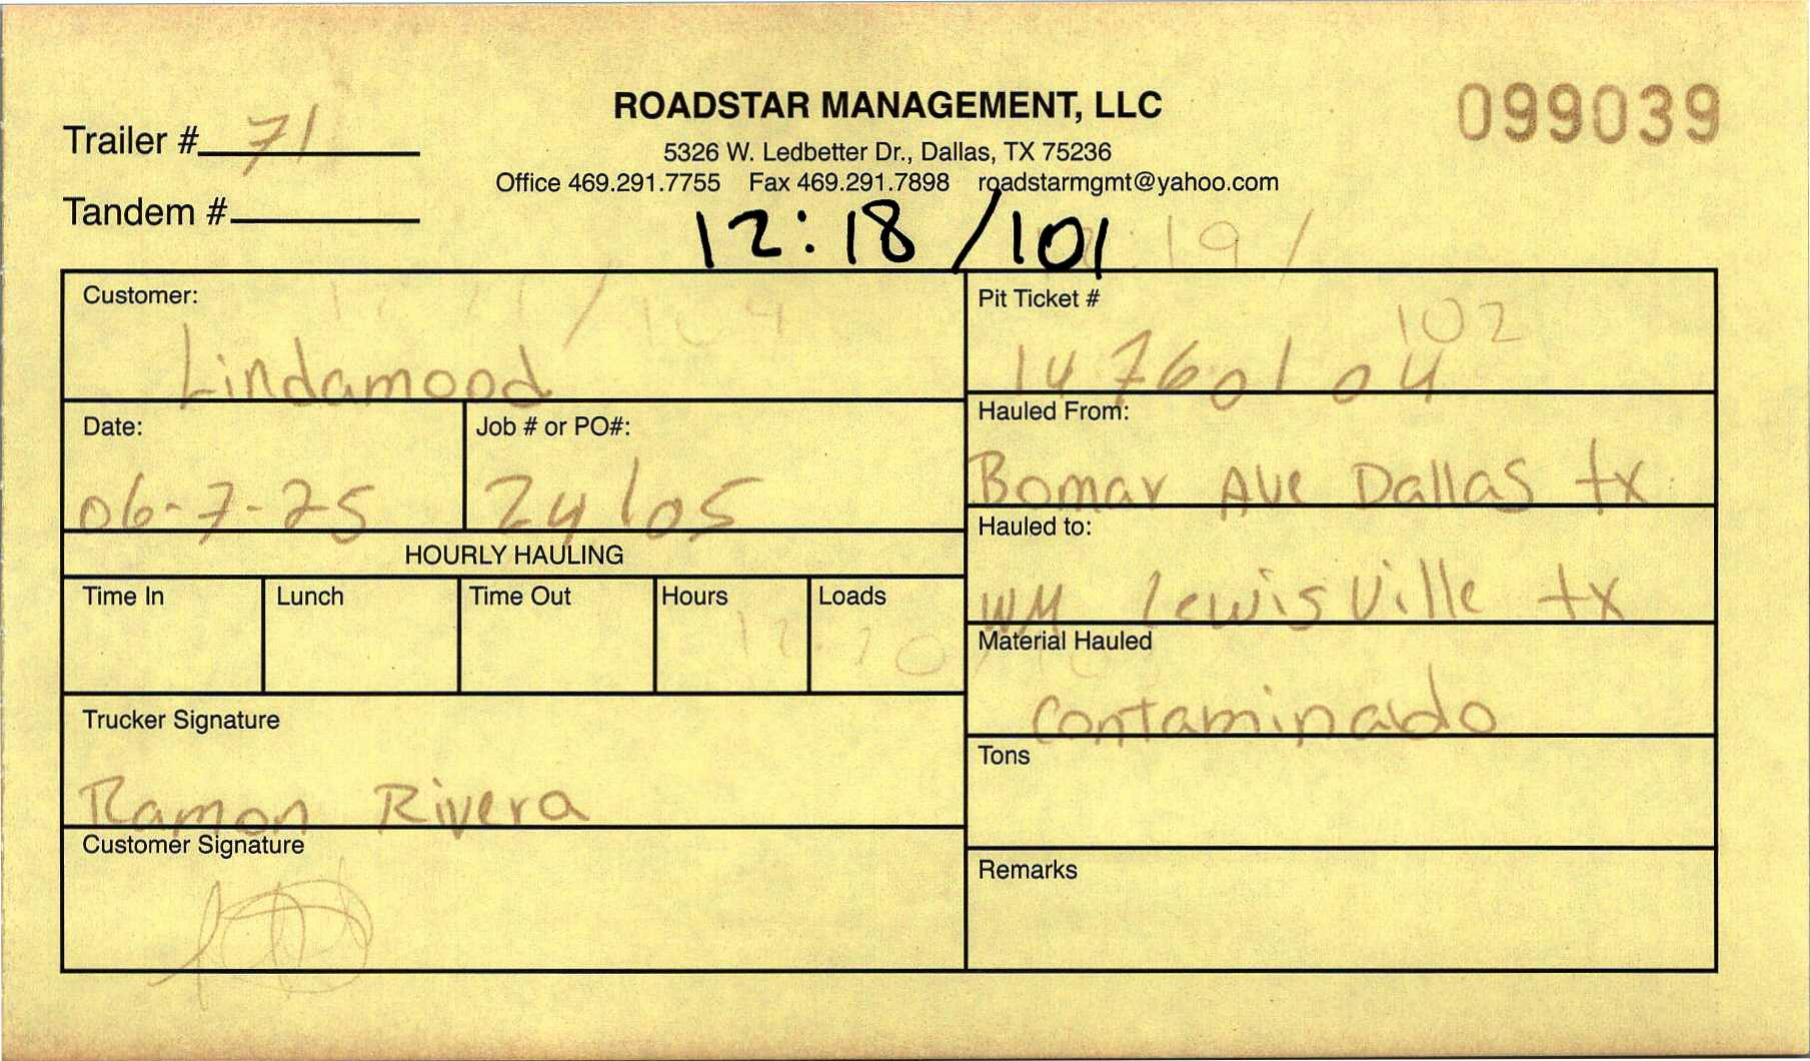 ROADSTAR MANAGEMENT, LLC
099039
Trailer # 71
5326 W. Ledbetter Dr., Dallas, TX 75236
Office 469.291.7755 Fax 469.291.7898 roadstarmgmt@yahoo.com
Tandem #
12:18/101
19/
Customer:
Lindamood
Pit Ticket #
102
14760104
Date:
06-7-25
Job # or PO#:
24105
Hauled From:
Bomar Ave Dallas tx
Hauled to:
WM Lewisville tx
HOURLY HAULING
Time In
Lunch
Time Out
Hours
Loads
Material Hauled
Contaminado
Trucker Signature
Ramon Rivera
Tons
Customer Signature
Remarks